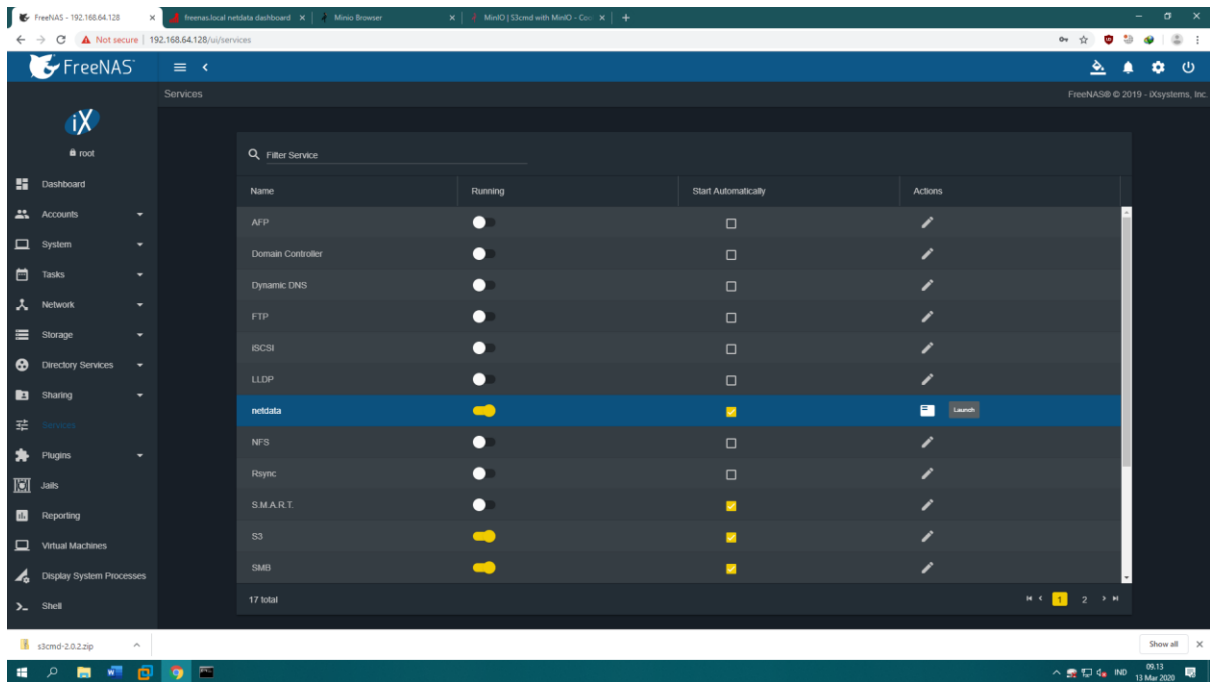 FreeNAS - 192.168.64.128
freenas.local netdata dashboard
Minio Browser
MinIO | S3cmd with MinIO - Coo
Not secure
192.168.64.128/ui/services
FreeNAS
Services
FreeNAS® © 2019 - iXsystems, Inc.
iX
root
Dashboard
Accounts
System
Tasks
Network
Storage
Directory Services
Sharing
Services
Plugins
Jails
Reporting
Virtual Machines
Display System Processes
Shell
Filter Service
Name Running Start Automatically Actions
AFP
Domain Controller
Dynamic DNS
FTP
iSCSI
LLDP
netdata Launch
NFS
Rsync
S.M.A.R.T.
S3
SMB
17 total
1 2
s3cmd-2.0.2.zip
Show all
IND
09.13
13 Mar 2020